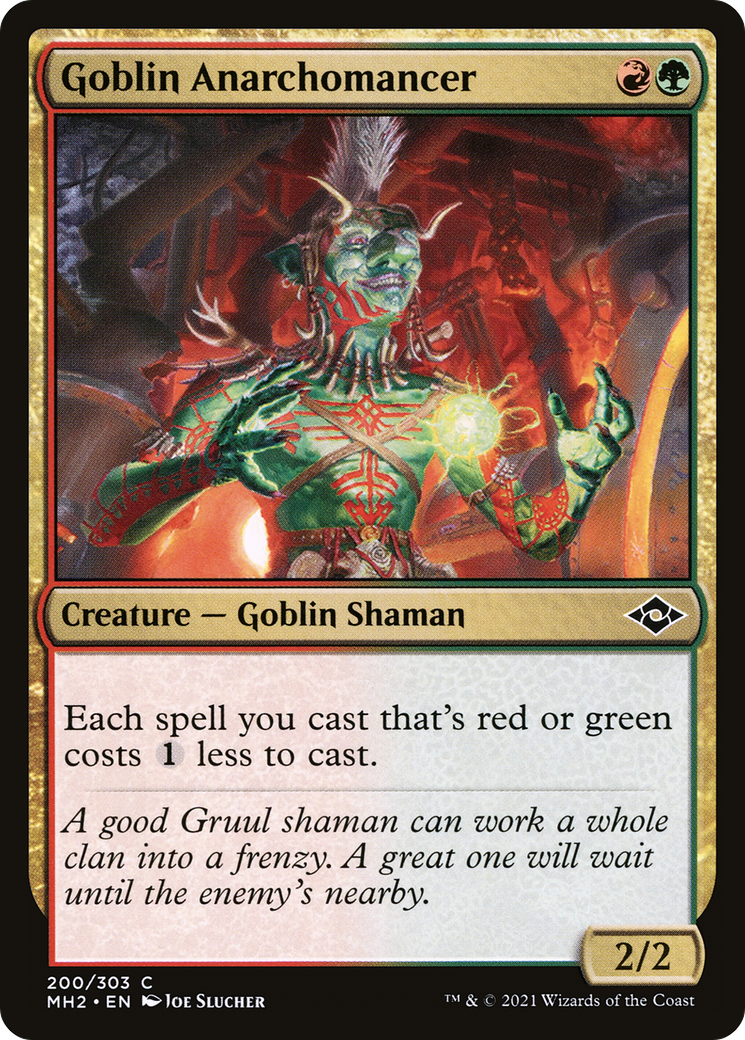 Goblin Anarchomancer
Creature — Goblin Shaman
Each spell you cast that's red or green
costs 1 less to cast.
A good Gruul shaman can work a whole
clan into a frenzy. A great one will wait
until the enemy's nearby.
2/2
200/303 C
MH2 • EN Joe Slucher
™ & © 2021 Wizards of the Coast